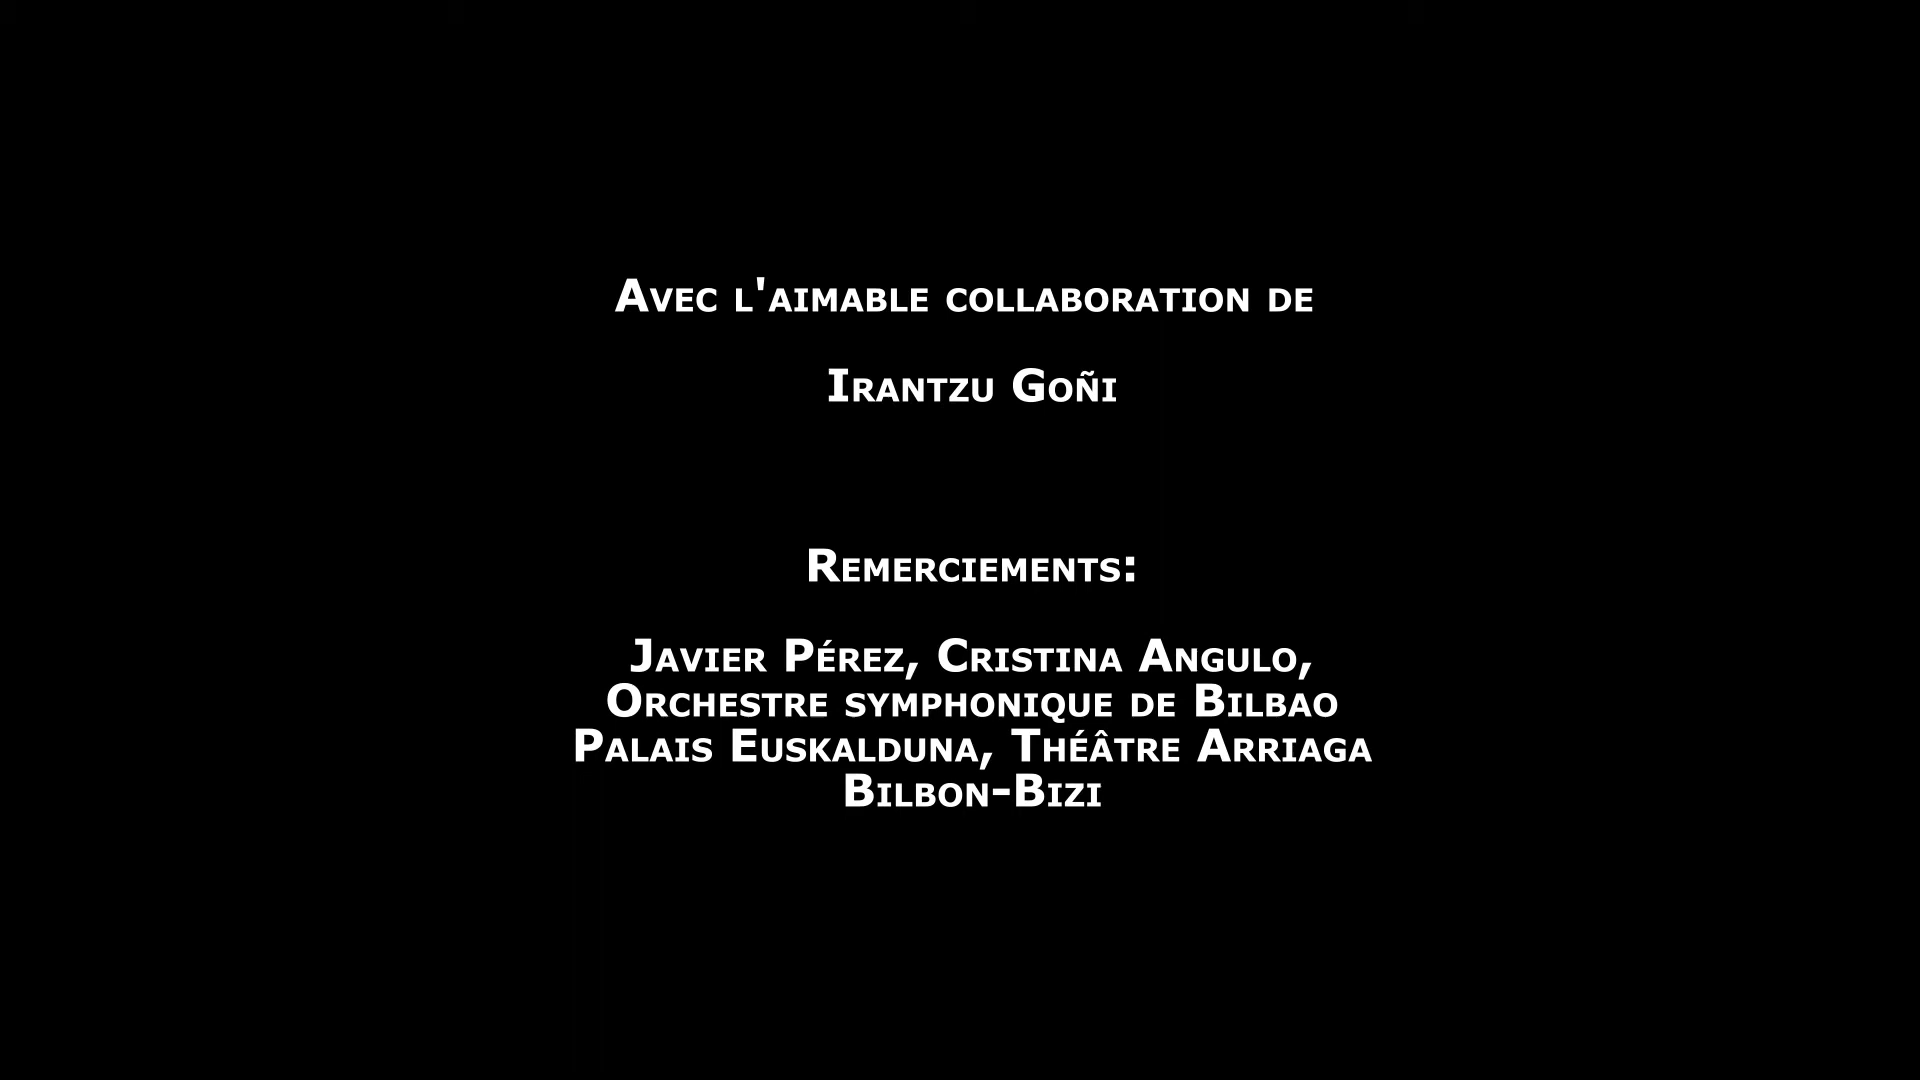 Avec l'aimable collaboration de
Irantzu Goñi
Remerciements:
Javier Pérez, Cristina Angulo,
Orchestre symphonique de Bilbao
Palais Euskalduna, Théâtre Arriaga
Bilbon-Bizi